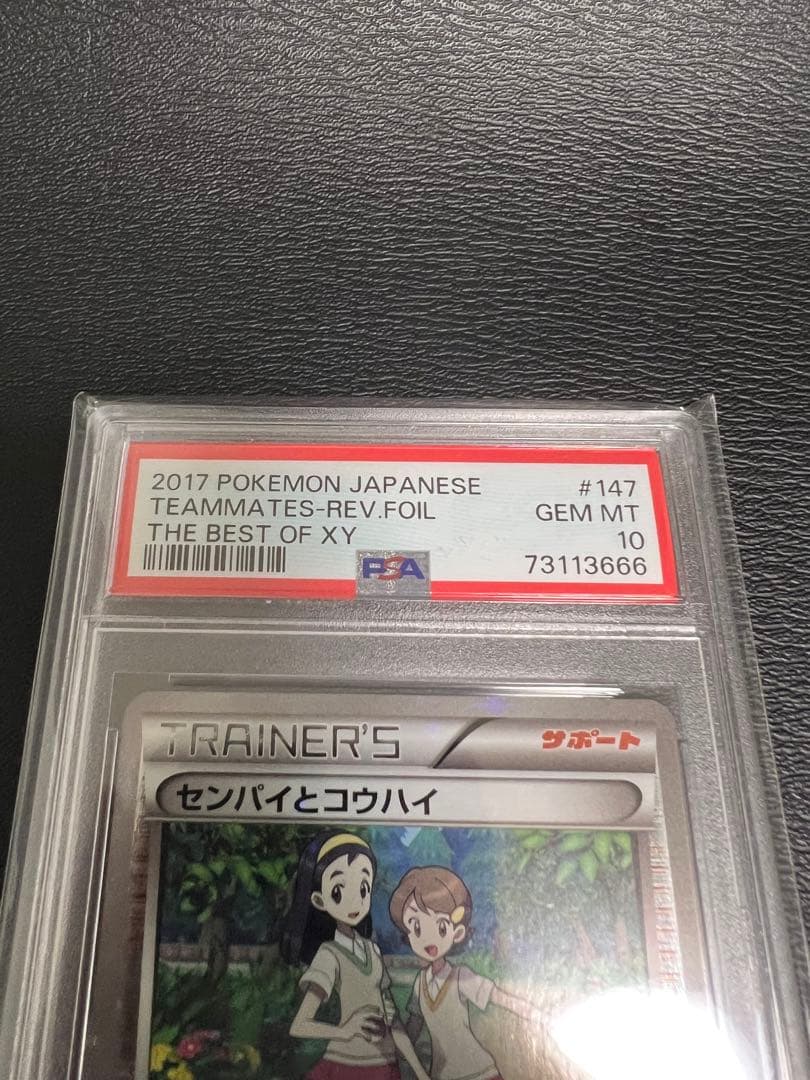 2017 POKEMON JAPANESE #147
TEAMMATES-REV.FOIL GEM MT
THE BEST OF XY 10
PSA 73113666
TRAINER'S サポート
センパイとコウハイ